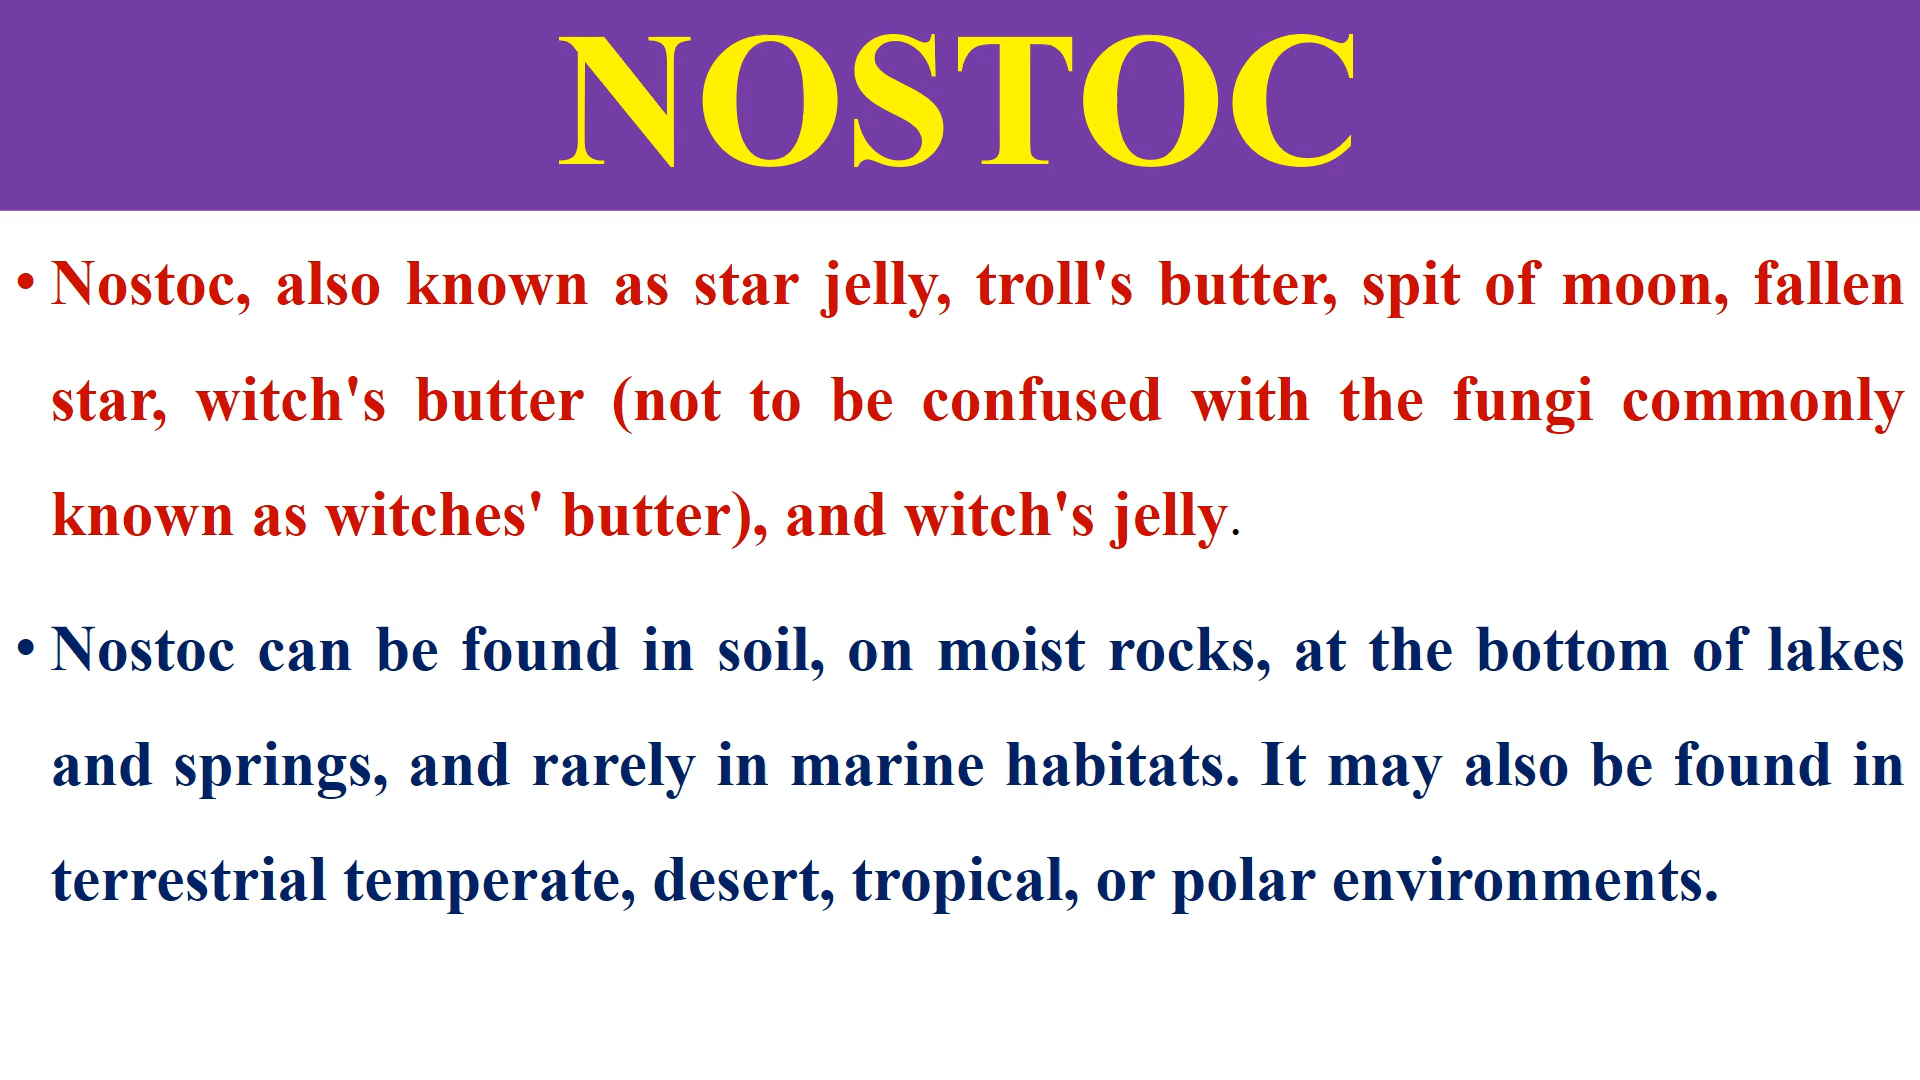 NOSTOC
• Nostoc, also known as star jelly, troll's butter, spit of moon, fallen
star, witch's butter (not to be confused with the fungi commonly
known as witches' butter), and witch's jelly.
• Nostoc can be found in soil, on moist rocks, at the bottom of lakes
and springs, and rarely in marine habitats. It may also be found in
terrestrial temperate, desert, tropical, or polar environments.